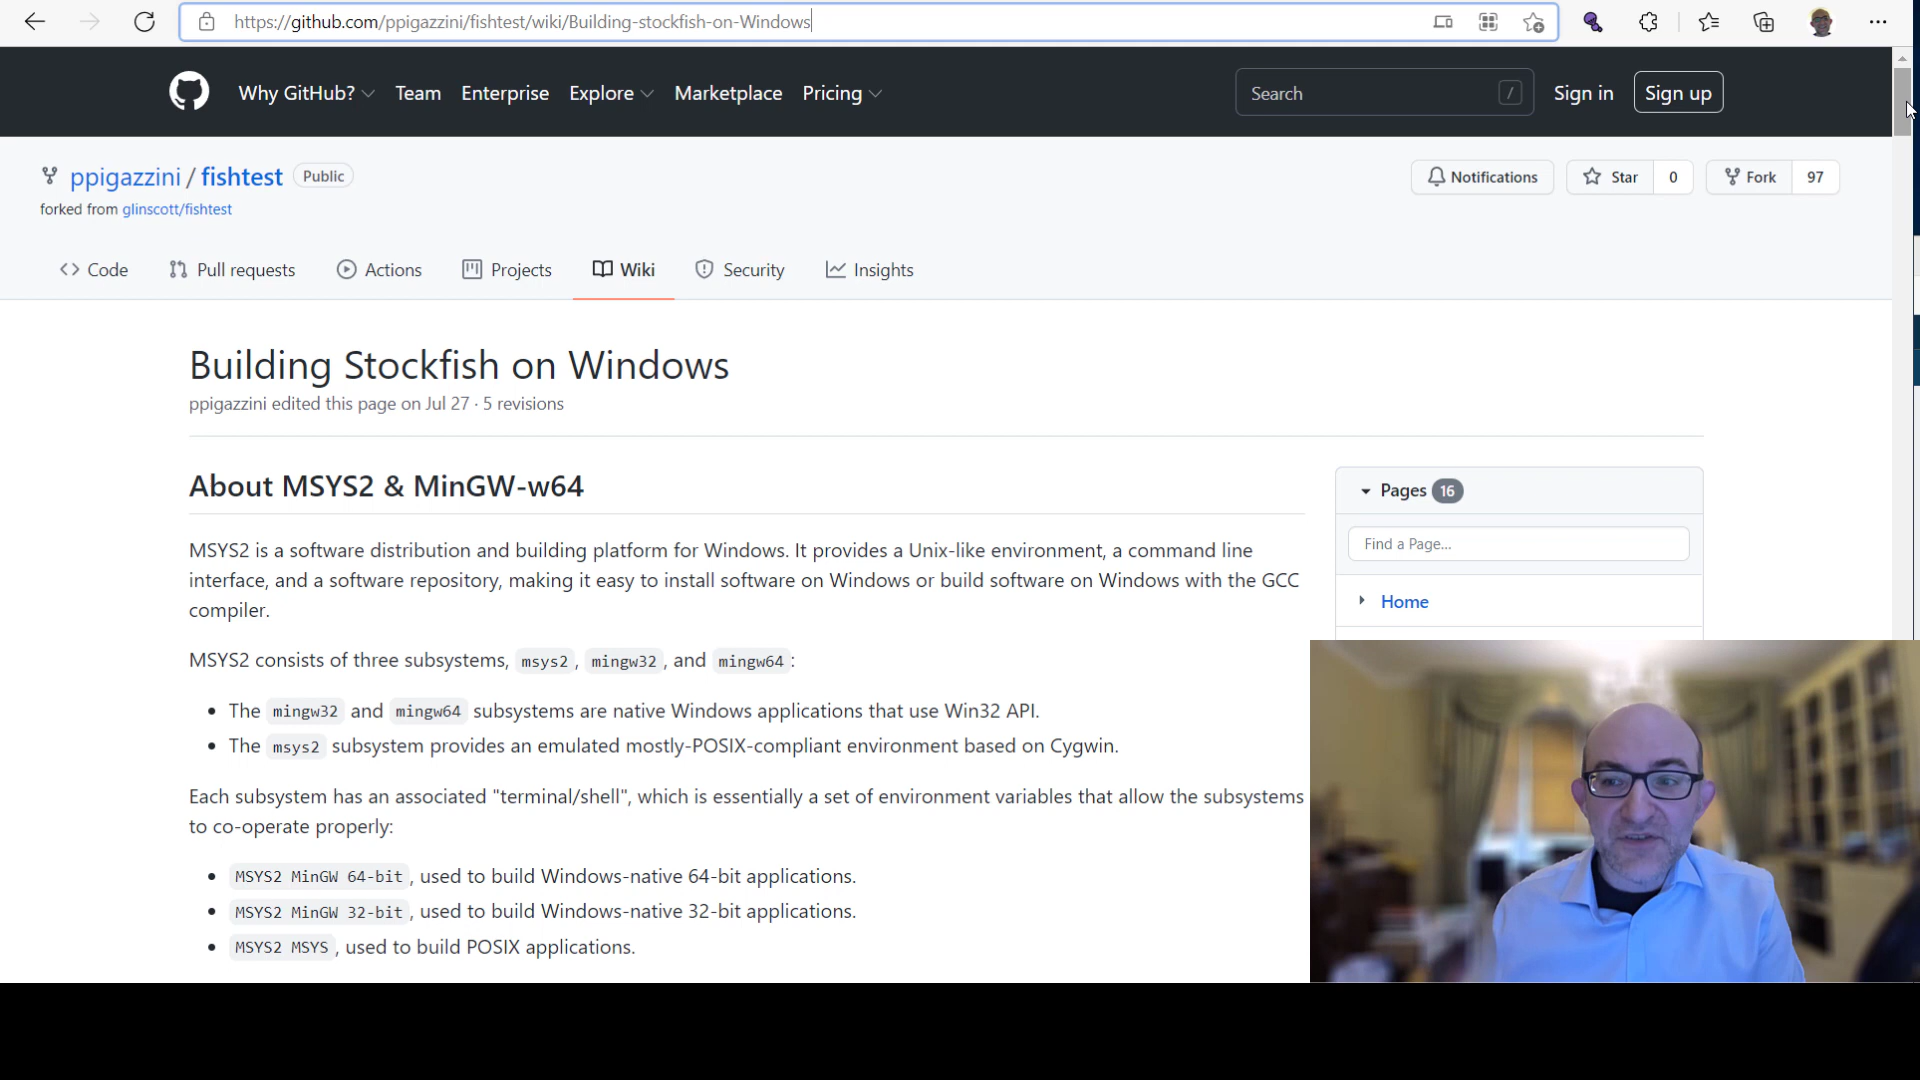 https://github.com/ppigazzini/fishtest/wiki/Building-stockfish-on-Windows
Why GitHub? Team Enterprise Explore Marketplace Pricing Search / Sign in Sign up
ppigazzini / fishtest Public Notifications Star 0 Fork 97
forked from glinscott/fishtest
Code Pull requests Actions Projects Wiki Security Insights
Building Stockfish on Windows
ppigazzini edited this page on Jul 27 · 5 revisions
About MSYS2 & MinGW-w64
MSYS2 is a software distribution and building platform for Windows. It provides a Unix-like environment, a command line
interface, and a software repository, making it easy to install software on Windows or build software on Windows with the GCC
compiler.
MSYS2 consists of three subsystems, msys2, mingw32, and mingw64:
• The mingw32 and mingw64 subsystems are native Windows applications that use Win32 API.
• The msys2 subsystem provides an emulated mostly-POSIX-compliant environment based on Cygwin.
Each subsystem has an associated "terminal/shell", which is essentially a set of environment variables that allow the subsystems
to co-operate properly:
• MSYS2 MinGW 64-bit, used to build Windows-native 64-bit applications.
• MSYS2 MinGW 32-bit, used to build Windows-native 32-bit applications.
• MSYS2 MSYS, used to build POSIX applications.
Pages 16
Find a Page...
Home